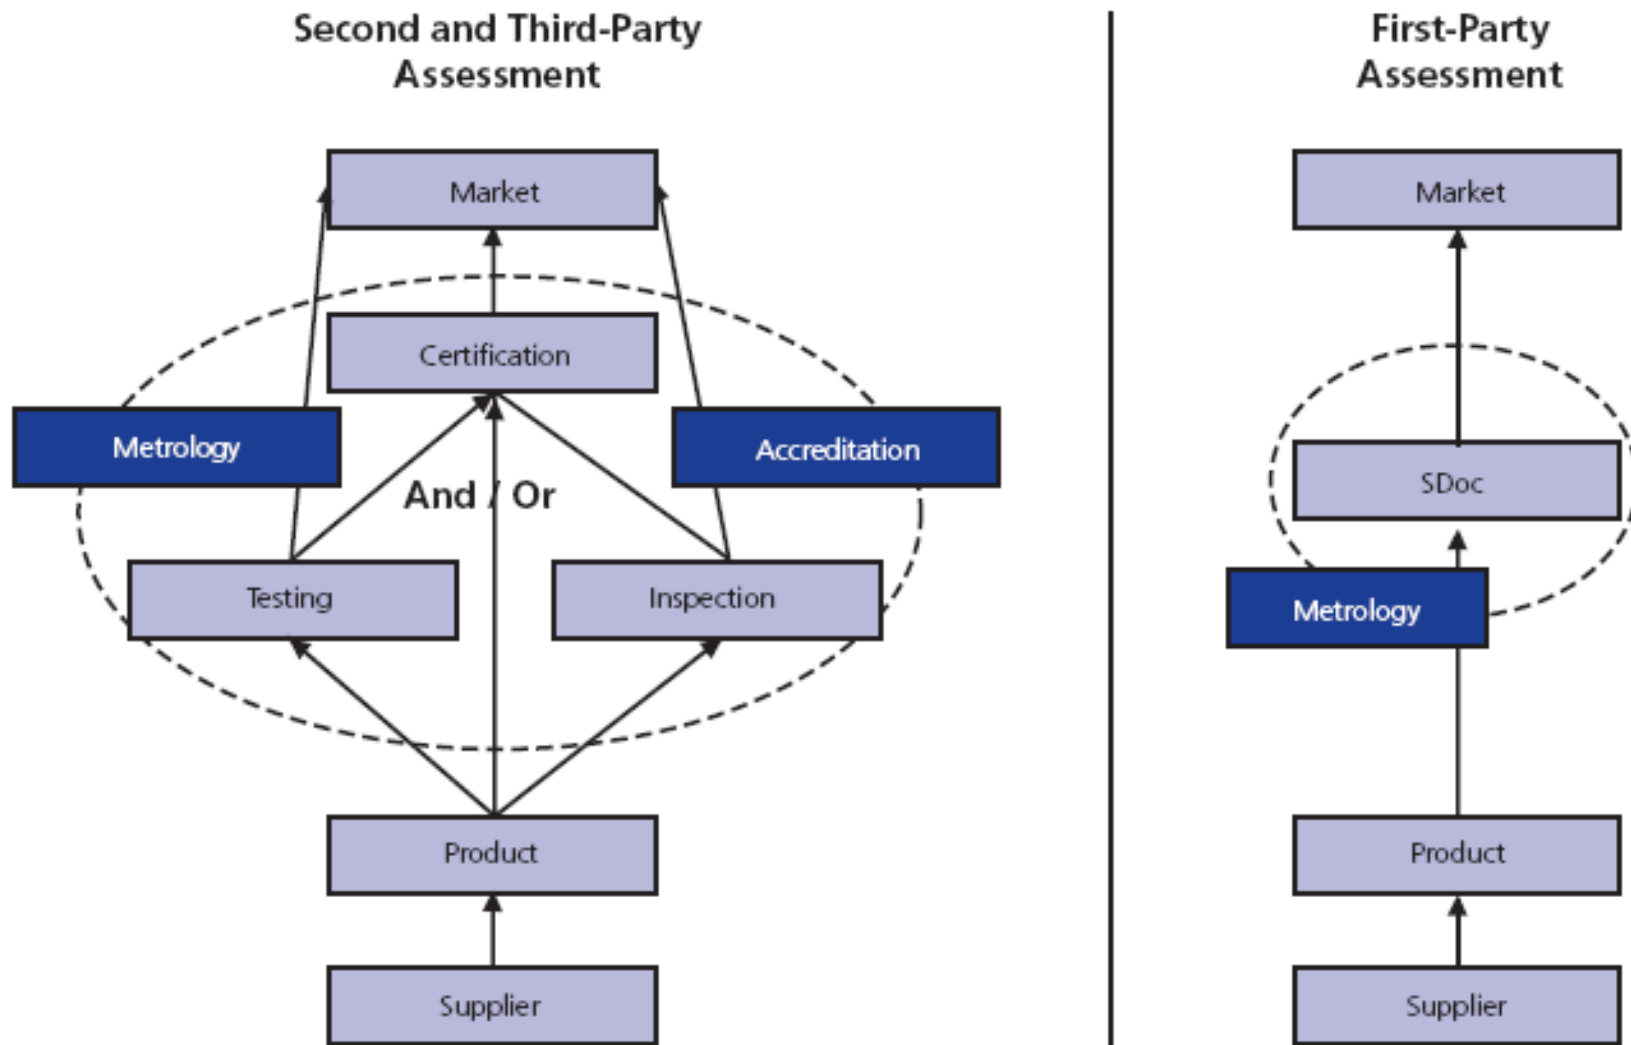 Second and Third-Party
Assessment
Market
Certification
Metrology
Accreditation
And / Or
Testing
Inspection
Product
Supplier
First-Party
Assessment
Market
SDoc
Metrology
Product
Supplier